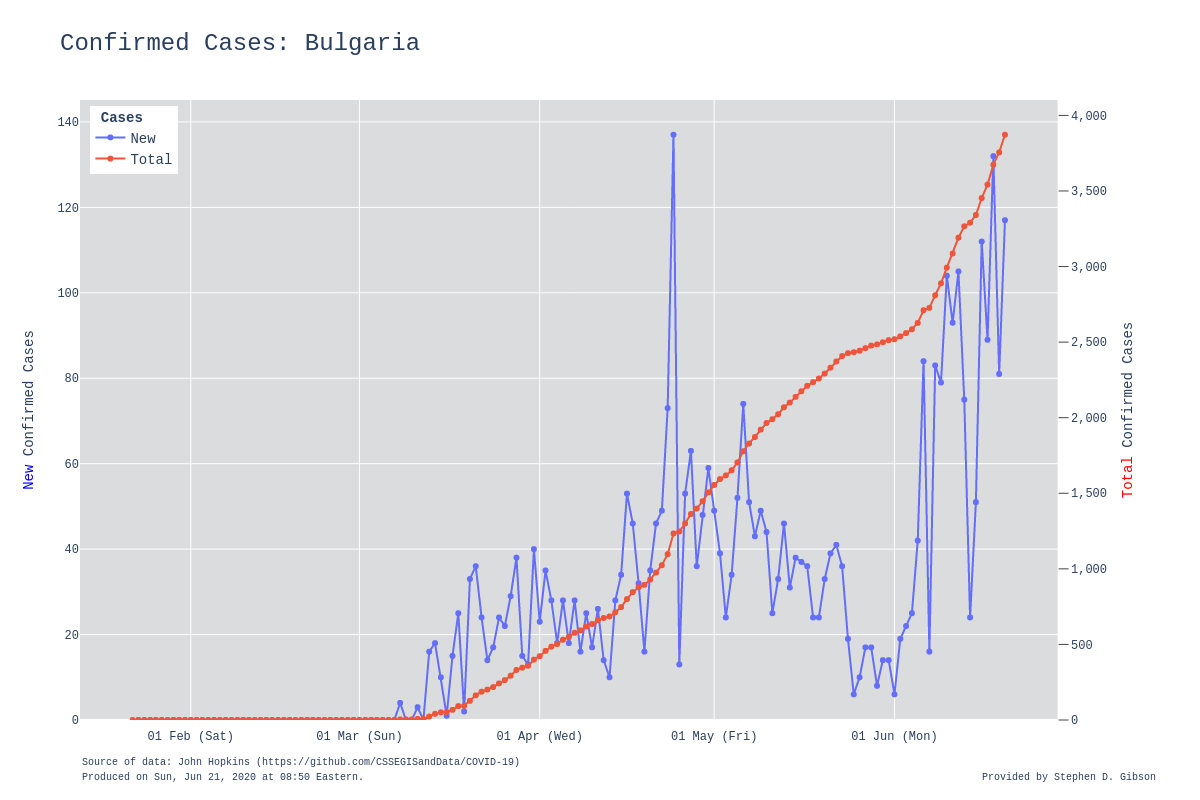 Confirmed Cases: Bulgaria
Cases
New
Total
140
120
100
80
60
40
20
0
4,000
3,500
3,000
2,500
2,000
1,500
1,000
500
0
New Confirmed Cases
Total Confirmed Cases
01 Feb (Sat)
01 Mar (Sun)
01 Apr (Wed)
01 May (Fri)
01 Jun (Mon)
Source of data: John Hopkins (https://github.com/CSSEGISandData/COVID-19)
Produced on Sun, Jun 21, 2020 at 08:50 Eastern.
Provided by Stephen D. Gibson